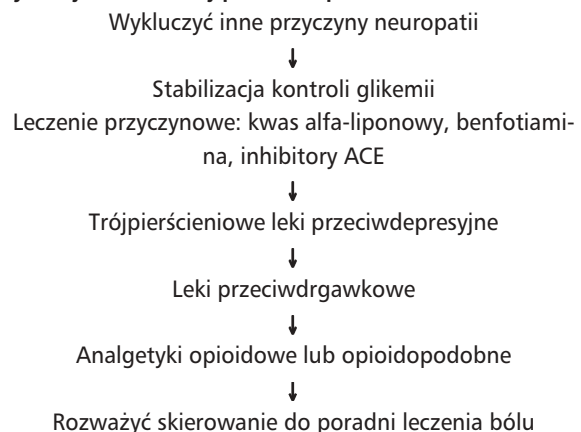 Wykluczyć inne przyczyny neuropatii
↓
Stabilizacja kontroli glikemii
Leczenie przyczynowe: kwas alfa-liponowy, benfotiami-
na, inhibitory ACE
↓
Trójpierścieniowe leki przeciwdepresyjne
↓
Leki przeciwdrgawkowe
↓
Analgetyki opioidowe lub opioidopodobne
↓
Rozważyć skierowanie do poradni leczenia bólu